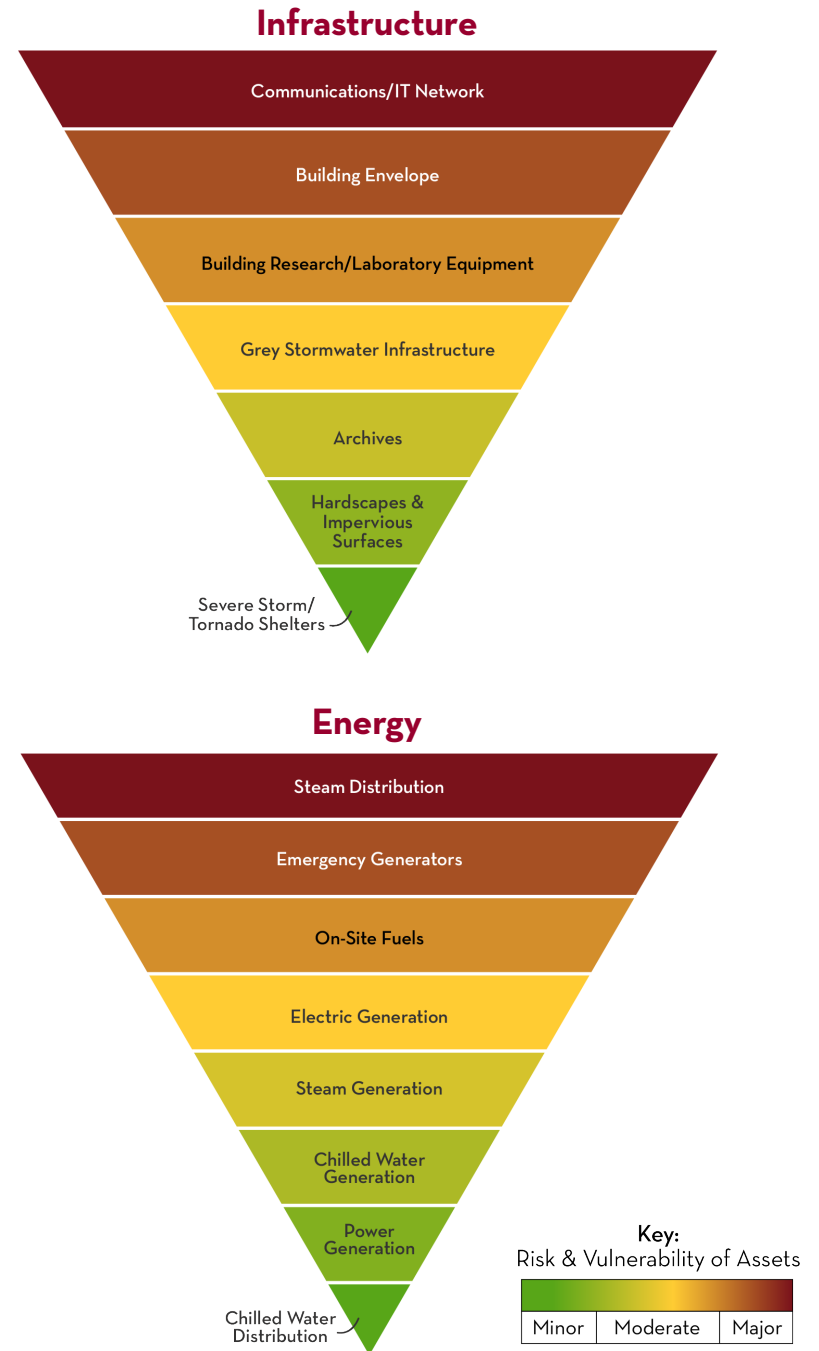 Infrastructure
Communications/IT Network
Building Envelope
Building Research/Laboratory Equipment
Grey Stormwater Infrastructure
Archives
Hardscapes &
Impervious
Surfaces
Severe Storm/
Tornado Shelters
Energy
Steam Distribution
Emergency Generators
On-Site Fuels
Electric Generation
Steam Generation
Chilled Water
Generation
Power
Generation
Chilled Water
Distribution
Key:
Risk & Vulnerability of Assets
Minor Moderate Major